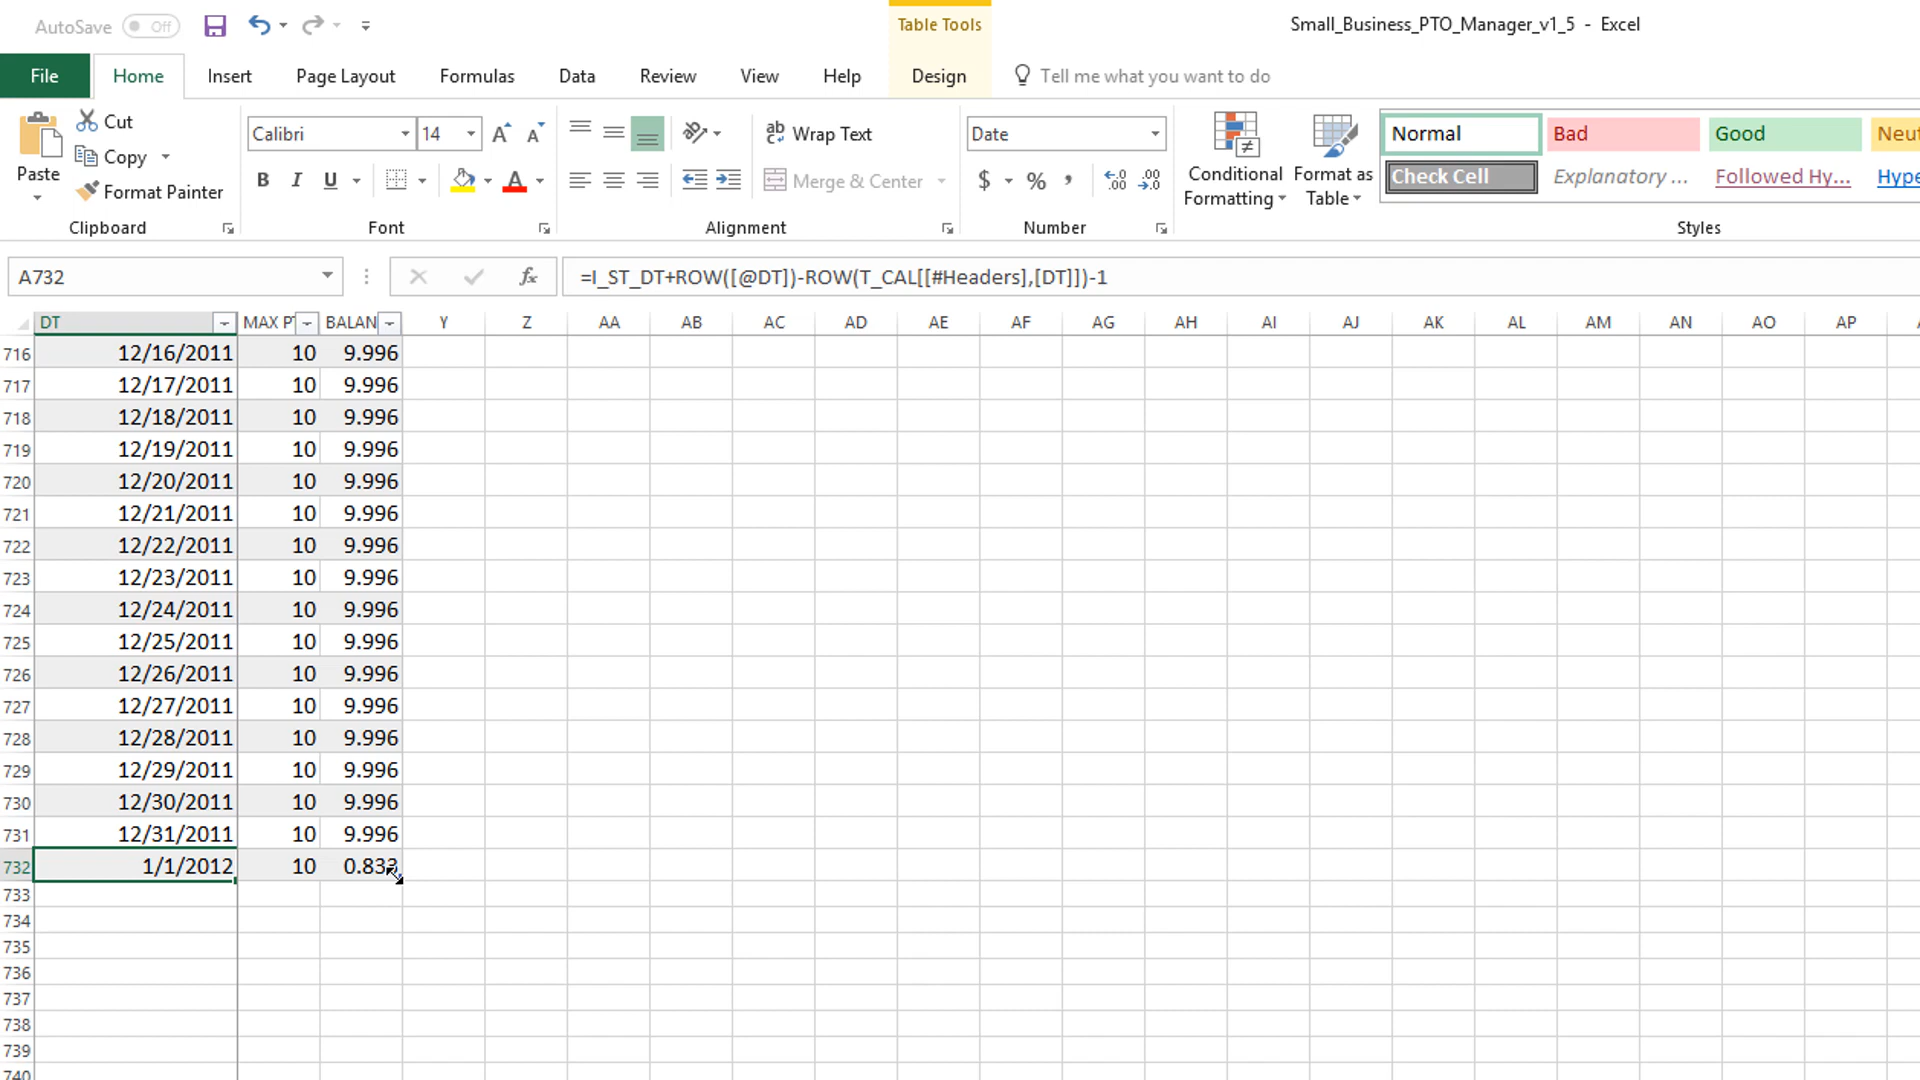 AutoSave Off
Table Tools
Small_Business_PTO_Manager_v1_5 - Excel
File Home Insert Page Layout Formulas Data Review View Help Design Tell me what you want to do
Cut
Copy
Format Painter
Paste
Calibri 14
B I U
Wrap Text
Merge & Center
Date
$ % ,
Conditional Formatting
Format as Table
Normal Bad Good
Check Cell Explanatory ... Followed Hy...
Clipboard Font Alignment Number Styles
A732 fx =I_ST_DT+ROW([@DT])-ROW(T_CAL[[#Headers],[DT]])-1
DT MAX BALAN Y Z AA AB AC AD AE AF AG AH AI AJ AK AL AM AN AO AP
716 12/16/2011 10 9.996
717 12/17/2011 10 9.996
718 12/18/2011 10 9.996
719 12/19/2011 10 9.996
720 12/20/2011 10 9.996
721 12/21/2011 10 9.996
722 12/22/2011 10 9.996
723 12/23/2011 10 9.996
724 12/24/2011 10 9.996
725 12/25/2011 10 9.996
726 12/26/2011 10 9.996
727 12/27/2011 10 9.996
728 12/28/2011 10 9.996
729 12/29/2011 10 9.996
730 12/30/2011 10 9.996
731 12/31/2011 10 9.996
732 1/1/2012 10 0.833
733
734
735
736
737
738
739
740